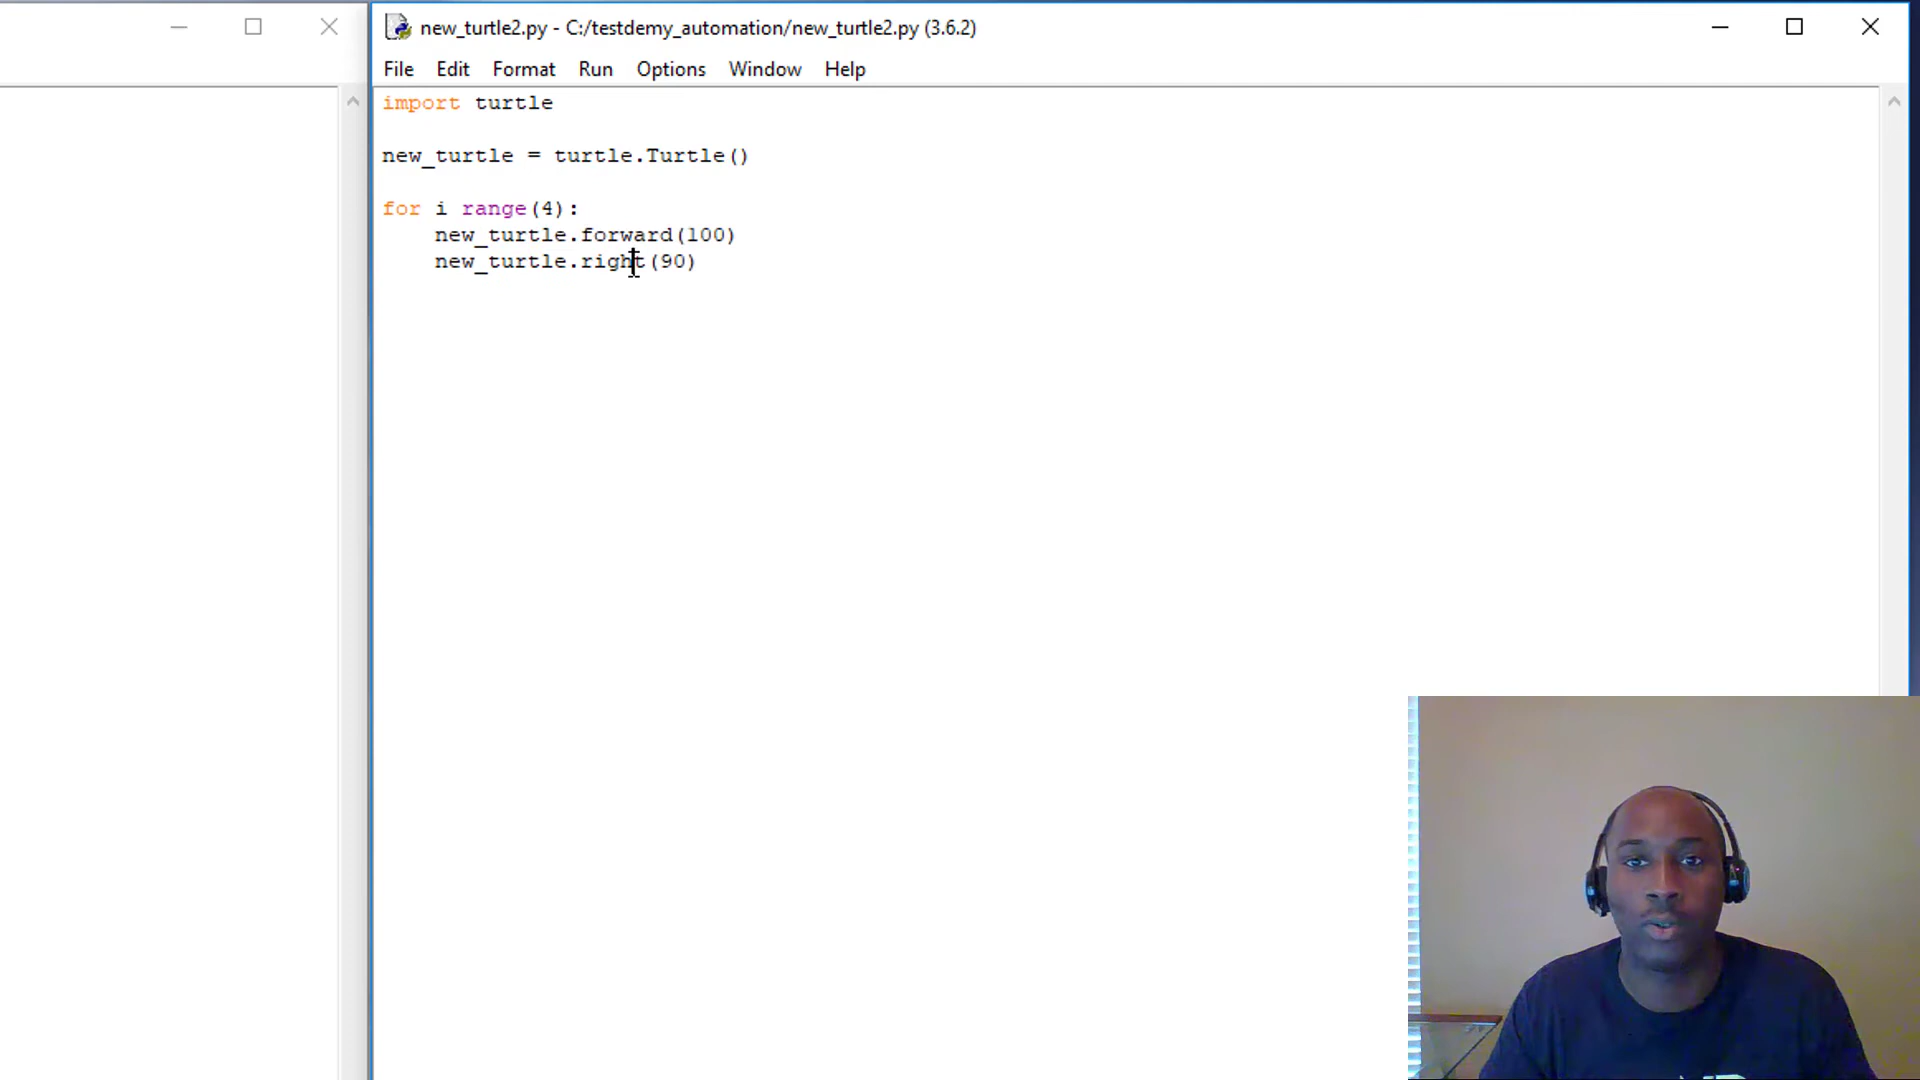 new_turtle2.py - C:/testdemy_automation/new_turtle2.py (3.6.2)
File Edit Format Run Options Window Help
import turtle
new_turtle = turtle.Turtle()
for i range(4):
new_turtle.forward(100)
new_turtle.right(90)